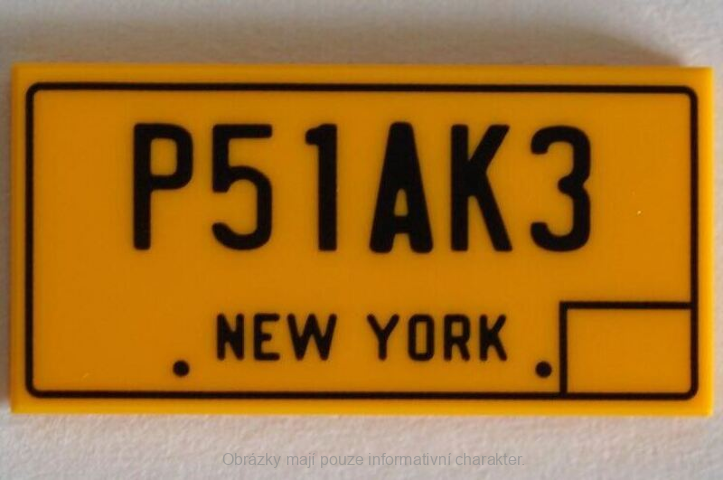 P51AK3
NEW YORK
Obrázky mají pouze informativní charakter.